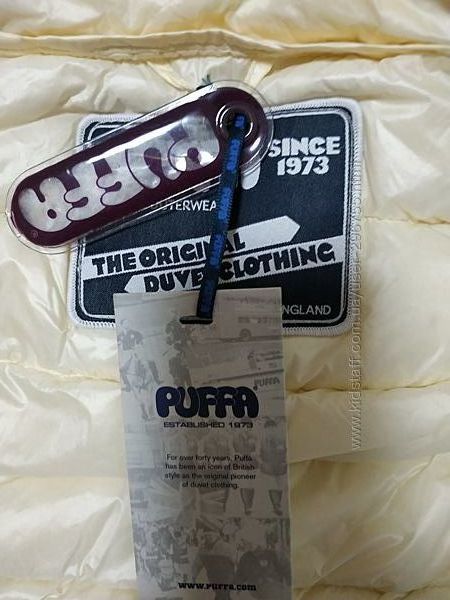 PUFFA
SINCE
1973
OUTERWEAR
THE ORIGINAL
DUVET CLOTHING
ENGLAND
PUFFA
ESTABLISHED 1973
For over forty years, Puffa
has been an icon of British
style as the original pioneer
of duvet clothing.
www.PUFFA.com